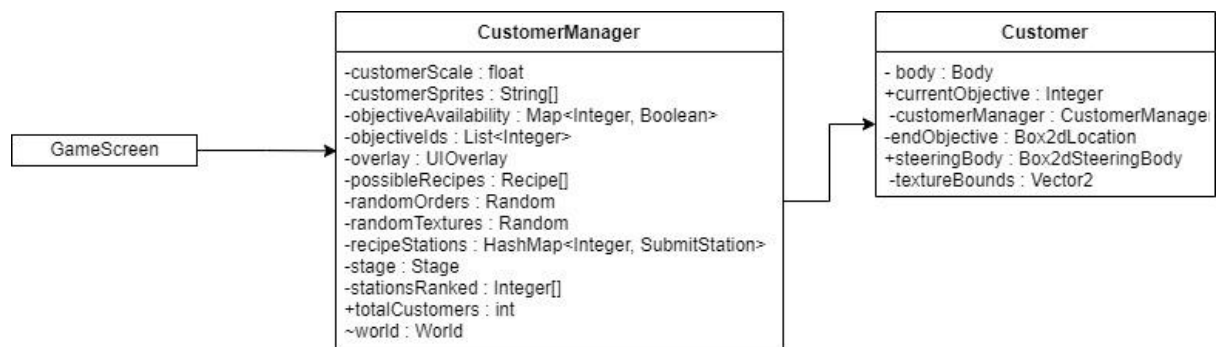 GameScreen
CustomerManager
-customerScale : float
-customerSprites : String[]
-objectiveAvailability : Map<Integer, Boolean>
-objectiveIds : List<Integer>
-overlay : UIOverlay
-possibleRecipes : Recipe[]
-randomOrders : Random
-randomTextures : Random
-recipeStations : HashMap<Integer, SubmitStation>
-stage : Stage
-stationsRanked : Integer[]
+totalCustomers : int
~world : World
Customer
- body : Body
+currentObjective : Integer
-customerManager : CustomerManage
-endObjective : Box2dLocation
+steeringBody : Box2dSteeringBody
-textureBounds : Vector2